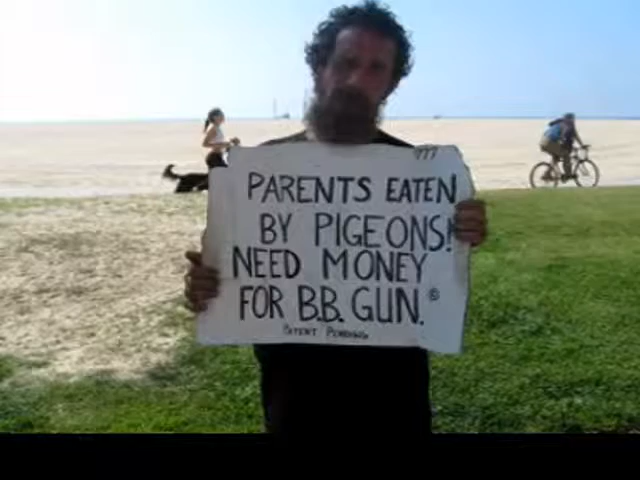 PARENTS EATEN
BY PIGEONS!
NEED MONEY
FOR B.B. GUN.©
PATENT PENDING